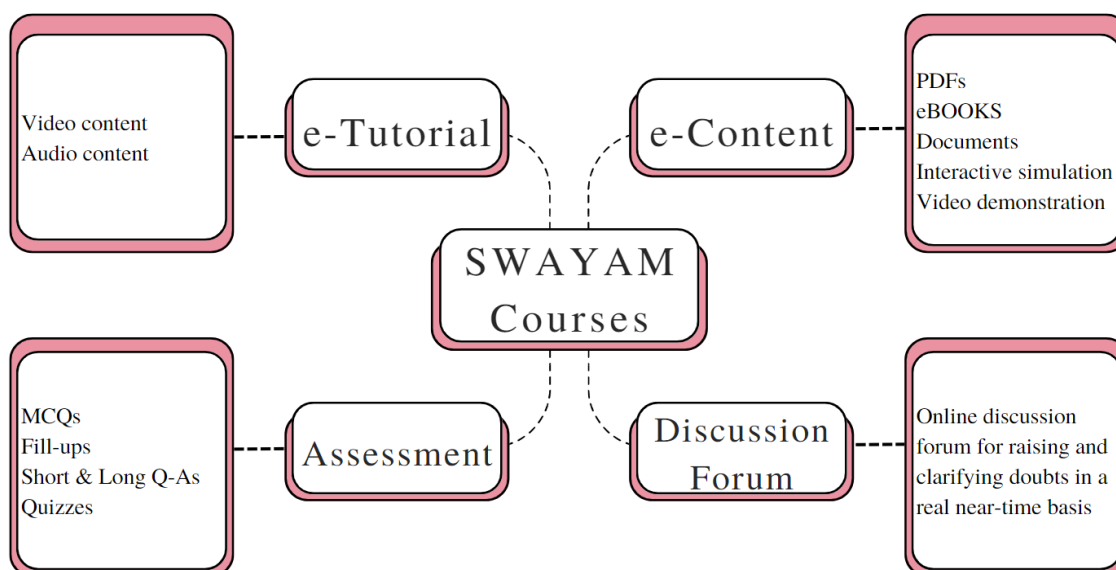 Video content
Audio content
e-Tutorial
e-Content
PDFs
eBOOKS
Documents
Interactive simulation
Video demonstration
SWAYAM
Courses
MCQs
Fill-ups
Short & Long Q-As
Quizzes
Assessment
Discussion
Forum
Online discussion
forum for raising and
clarifying doubts in a
real near-time basis